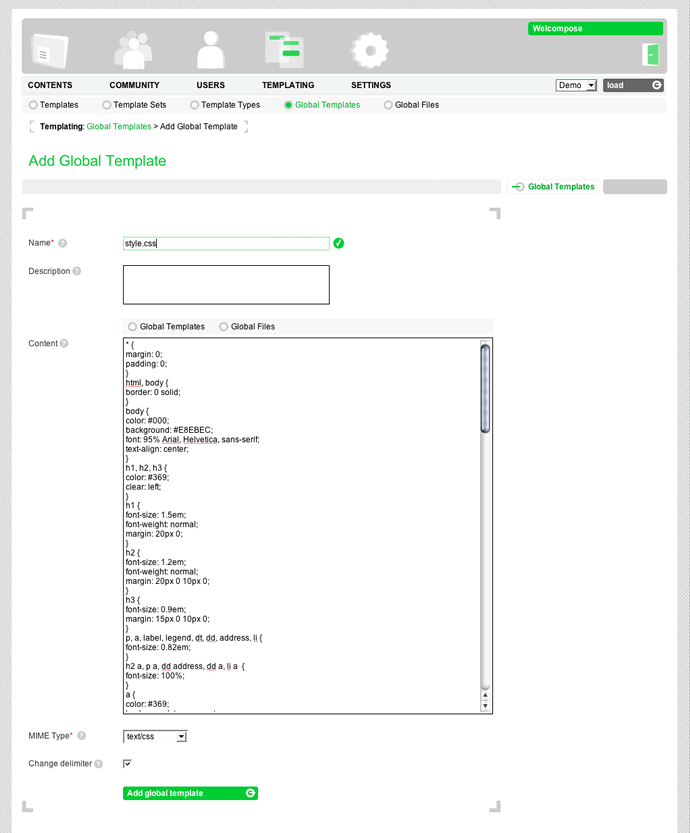 Welcompose
CONTENTS COMMUNITY USERS TEMPLATING SETTINGS Demo load
Templates Template Sets Template Types Global Templates Global Files
Templating: Global Templates > Add Global Template
Add Global Template
Global Templates
Name* ? style.css
Description ?
Global Templates Global Files
Content ?
* {
margin: 0;
padding: 0;
}
html, body {
border: 0 solid;
}
body {
color: #000;
background: #E8EBEC;
font: 95% Arial, Helvetica, sans-serif;
text-align: center;
}
h1, h2, h3 {
color: #369;
clear: left;
}
h1 {
font-size: 1.5em;
font-weight: normal;
margin: 20px 0;
}
h2 {
font-size: 1.2em;
font-weight: normal;
margin: 20px 0 10px 0;
}
h3 {
font-size: 0.9em;
margin: 15px 0 10px 0;
}
p, a, label, legend, dt, dd, address, li {
font-size: 0.82em;
}
h2 a, p a, dd address, dd a, li a {
font-size: 100%;
}
a {
color: #369;
MIME Type* ? text/css
Change delimiter ?
Add global template